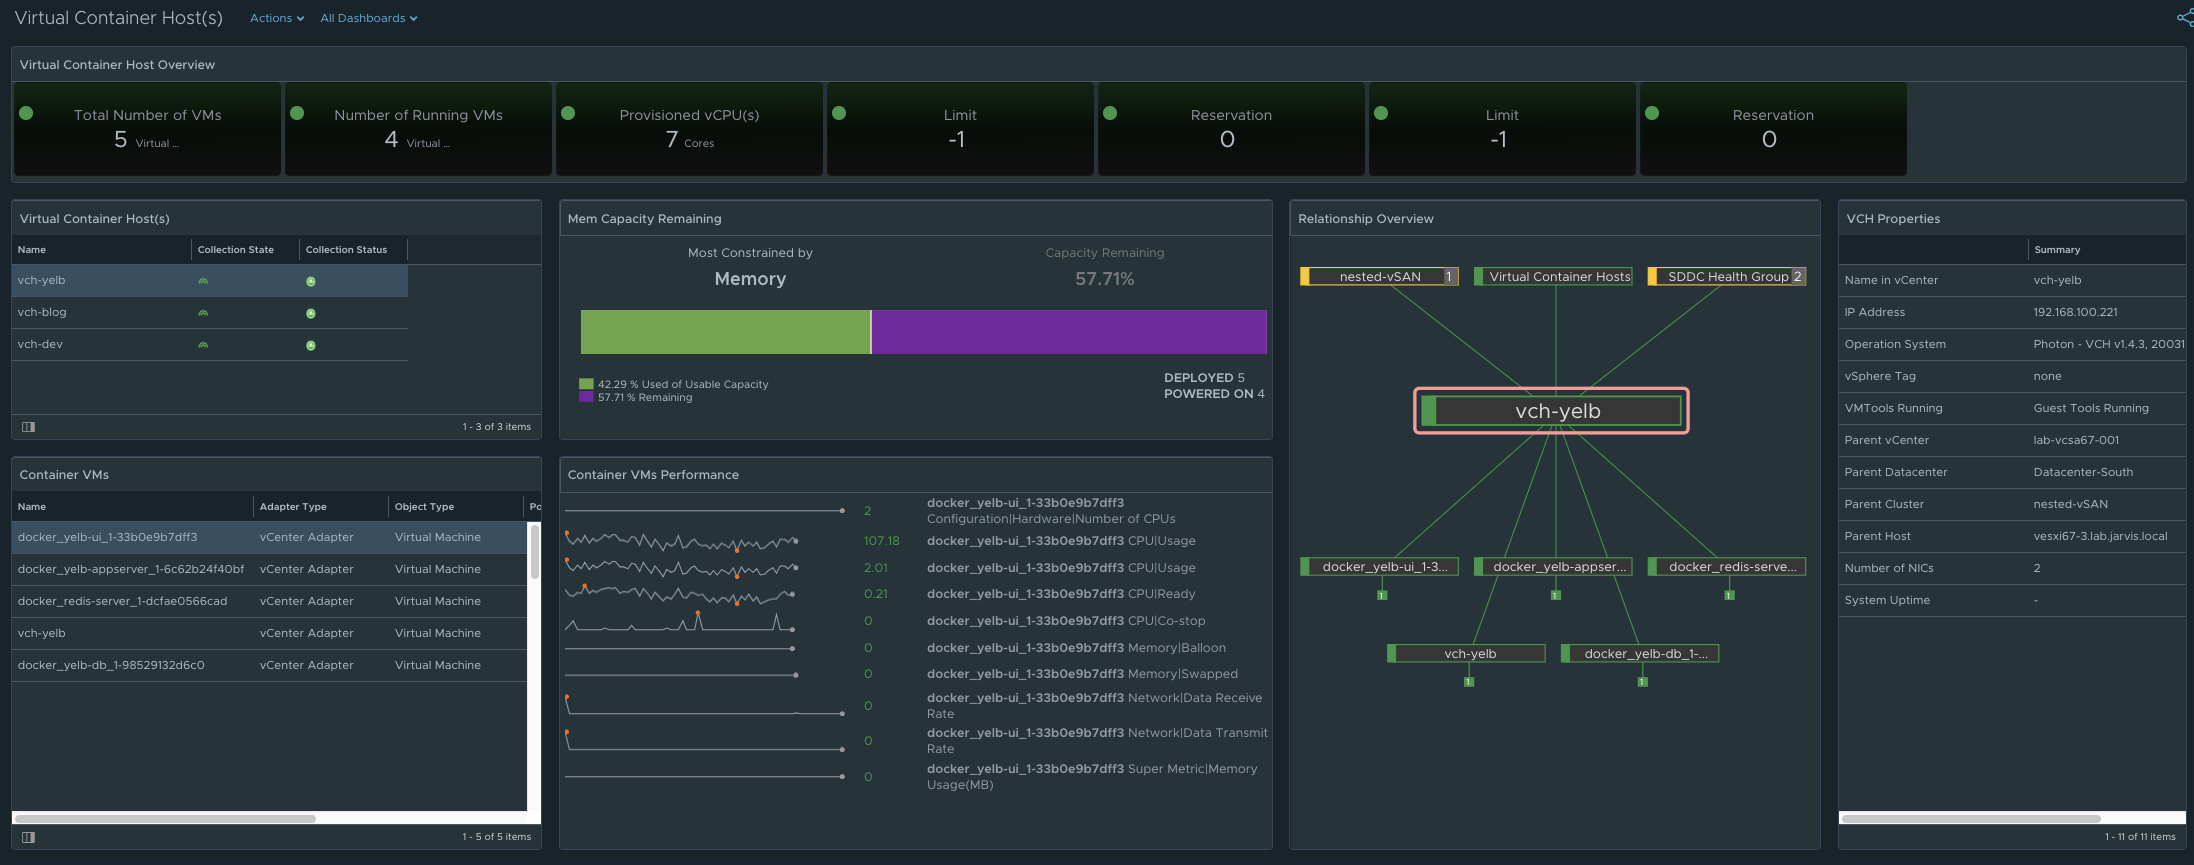 Virtual Container Host(s)
Actions
All Dashboards
Virtual Container Host Overview
Total Number of VMs
5 Virtual ...
Number of Running VMs
4 Virtual ...
Provisioned vCPU(s)
7 Cores
Limit
-1
Reservation
0
Limit
-1
Reservation
0
Virtual Container Host(s)
Name Collection State Collection Status
vch-yelb
vch-blog
vch-dev
1 - 3 of 3 items
Mem Capacity Remaining
Most Constrained by
Memory
Capacity Remaining
57.71%
42.29 % Used of Usable Capacity
57.71 % Remaining
DEPLOYED 5
POWERED ON 4
Container VMs
Name Adapter Type Object Type Po
docker_yelb-ui_1-33b0e9b7dff3 vCenter Adapter Virtual Machine
docker_yelb-appserver_1-6c62b24f40bf vCenter Adapter Virtual Machine
docker_redis-server_1-dcfae0566cad vCenter Adapter Virtual Machine
vch-yelb vCenter Adapter Virtual Machine
docker_yelb-db_1-98529132d6c0 vCenter Adapter Virtual Machine
1 - 5 of 5 items
Container VMs Performance
2 docker_yelb-ui_1-33b0e9b7dff3
Configuration|Hardware|Number of CPUs
107.18 docker_yelb-ui_1-33b0e9b7dff3 CPU|Usage
2.01 docker_yelb-ui_1-33b0e9b7dff3 CPU|Usage
0.21 docker_yelb-ui_1-33b0e9b7dff3 CPU|Ready
0 docker_yelb-ui_1-33b0e9b7dff3 CPU|Co-stop
0 docker_yelb-ui_1-33b0e9b7dff3 Memory|Balloon
0 docker_yelb-ui_1-33b0e9b7dff3 Memory|Swapped
0 docker_yelb-ui_1-33b0e9b7dff3 Network|Data Receive
Rate
0 docker_yelb-ui_1-33b0e9b7dff3 Network|Data Transmit
Rate
0 docker_yelb-ui_1-33b0e9b7dff3 Super Metric|Memory
Usage(MB)
Relationship Overview
nested-vSAN 1
Virtual Container Hosts
SDDC Health Group 2
vch-yelb
docker_yelb-ui_1-3...
docker_yelb-appser...
docker_redis-serve...
1
1
1
vch-yelb
docker_yelb-db_1-...
1
1
VCH Properties
Summary
Name in vCenter vch-yelb
IP Address 192.168.100.221
Operation System Photon - VCH v1.4.3, 20031
vSphere Tag none
VMTools Running Guest Tools Running
Parent vCenter lab-vcsa67-001
Parent Datacenter Datacenter-South
Parent Cluster nested-vSAN
Parent Host vesxi67-3.lab.jarvis.local
Number of NICs 2
System Uptime -
1 - 11 of 11 items